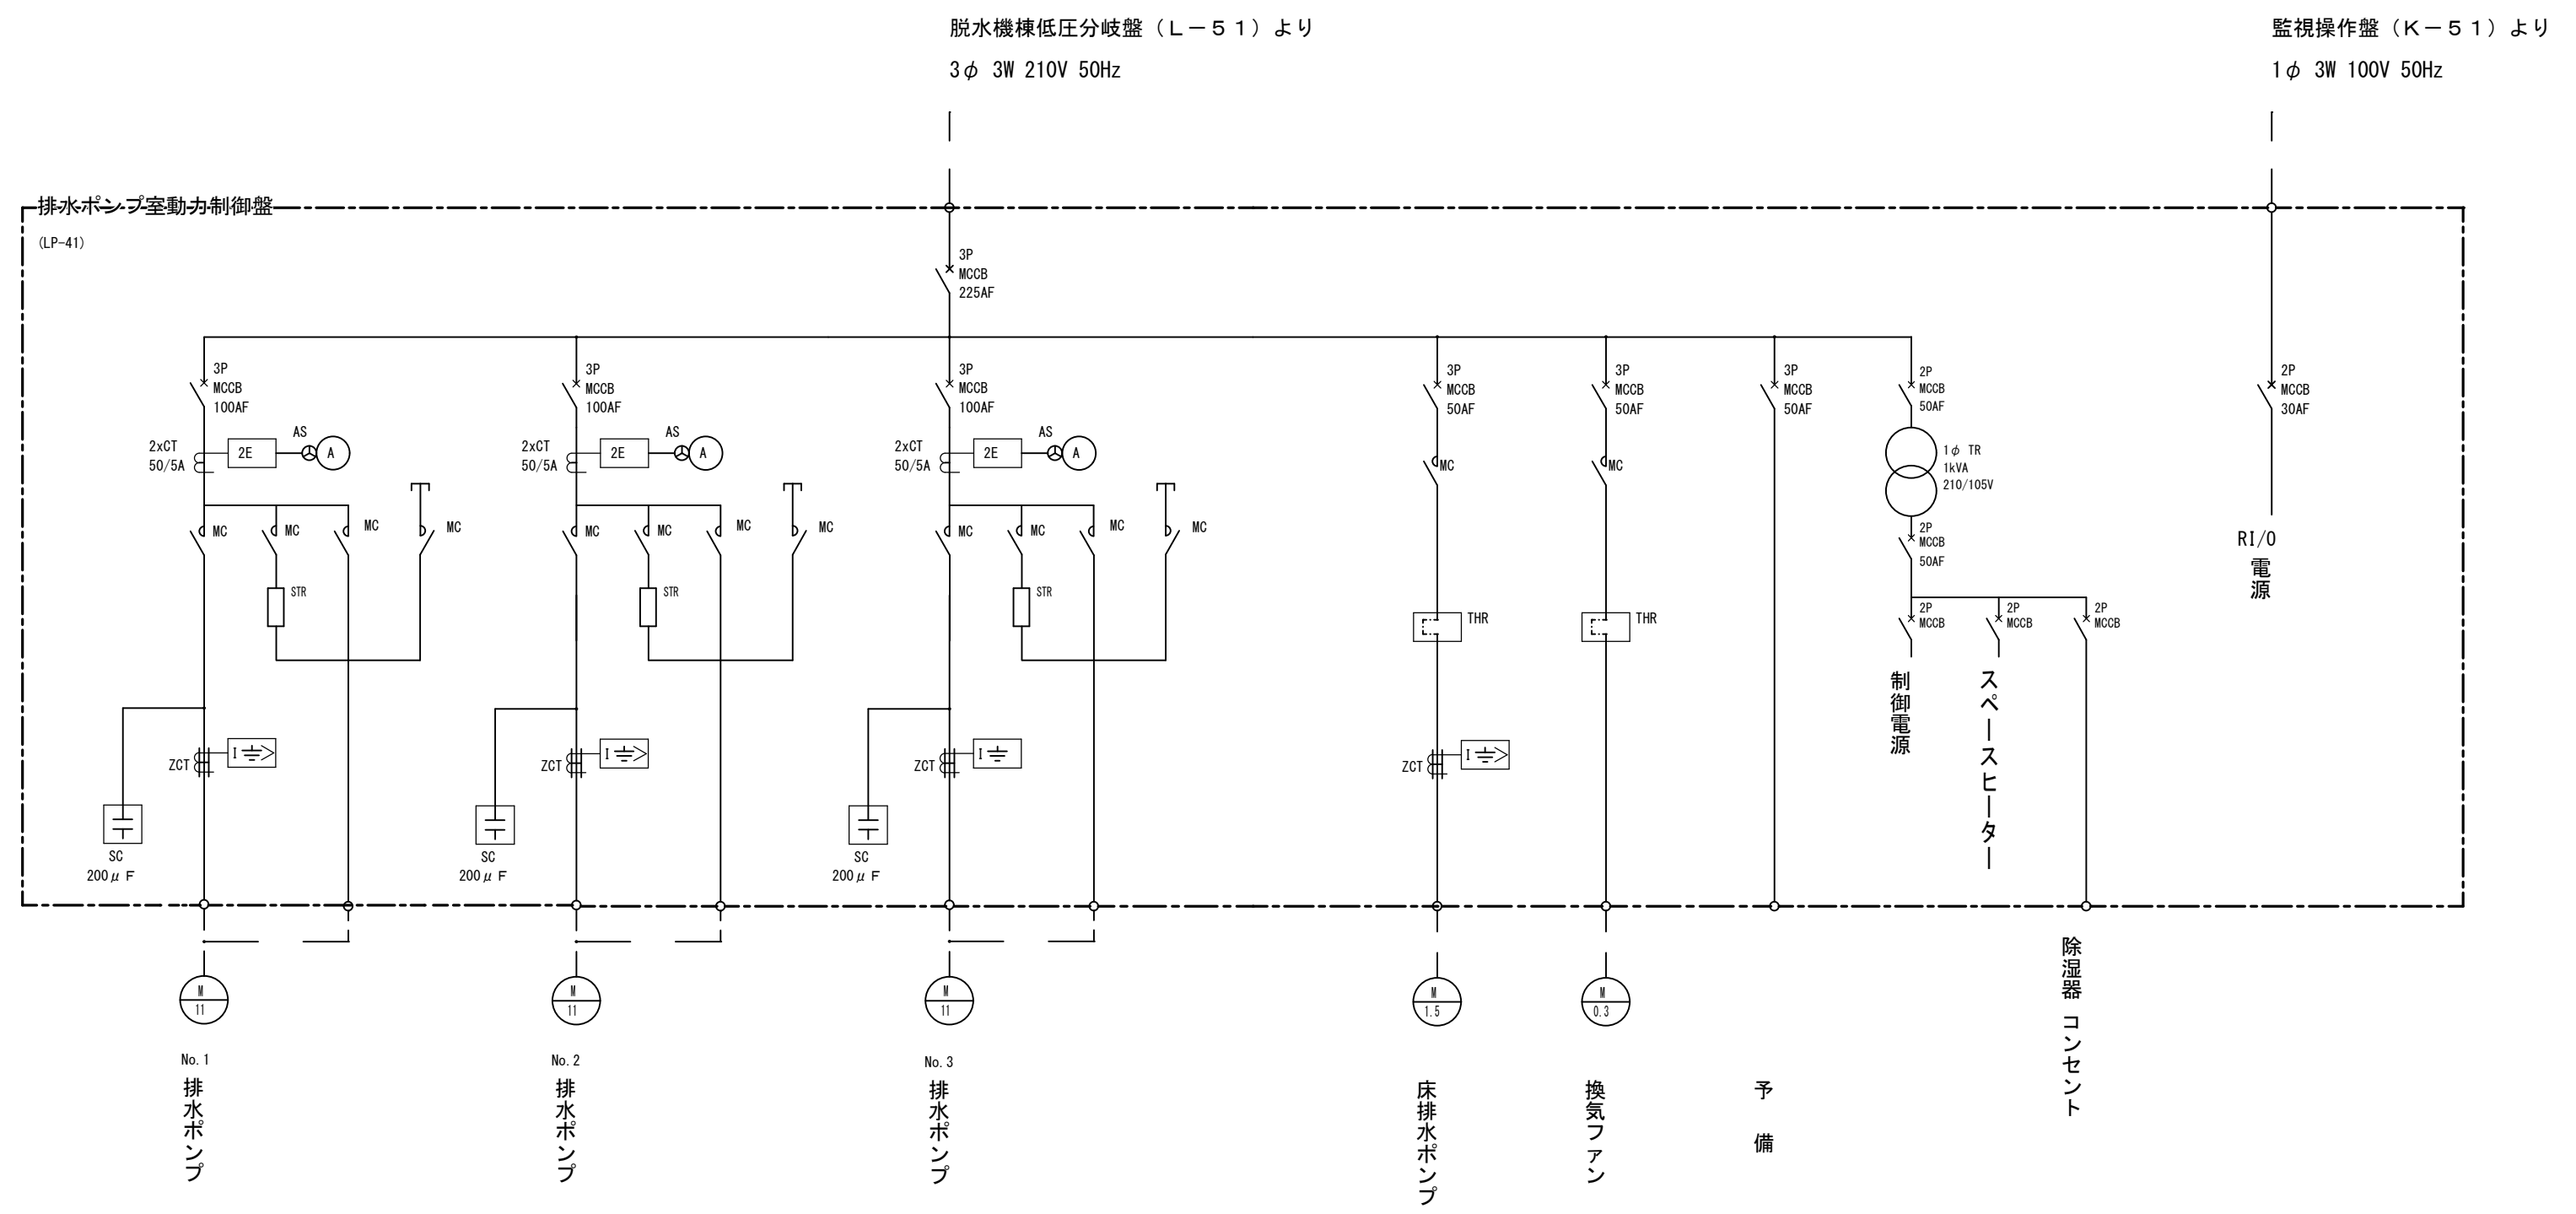 脱水機棟低圧分岐盤（Ｌ－５１）より
3φ 3W 210V 50Hz
監視操作盤（Ｋ－５１）より
1φ 3W 100V 50Hz
排水ポンプ室動力制御盤
(LP-41)
3P
MCCB
225AF
3P
MCCB
100AF
2xCT
50/5A
2E
AS
A
MC
MC
MC
MC
STR
ZCT
I
SC
200μF
M
11
No.1
排水ポンプ
3P
MCCB
100AF
2xCT
50/5A
2E
AS
A
MC
MC
MC
MC
STR
ZCT
I
SC
200μF
M
11
No.2
排水ポンプ
3P
MCCB
100AF
2xCT
50/5A
2E
AS
A
MC
MC
MC
MC
STR
ZCT
I
SC
200μF
M
11
No.3
排水ポンプ
3P
MCCB
50AF
MC
THR
ZCT
I
M
1.5
床排水ポンプ
3P
MCCB
50AF
MC
THR
M
0.3
換気ファン
3P
MCCB
50AF
予備
2P
MCCB
50AF
1φ TR
1kVA
210/105V
2P
MCCB
50AF
2P
MCCB
制御電源
2P
MCCB
スペースヒーター
2P
MCCB
除湿器 コンセント
2P
MCCB
30AF
RI/O
電源